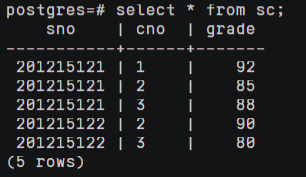 postgres=# select * from sc;
    sno    | cno  | grade
-----------+------+-------
 201215121 | 1    |    92
 201215121 | 2    |    85
 201215121 | 3    |    88
 201215122 | 2    |    90
 201215122 | 3    |    80
(5 rows)